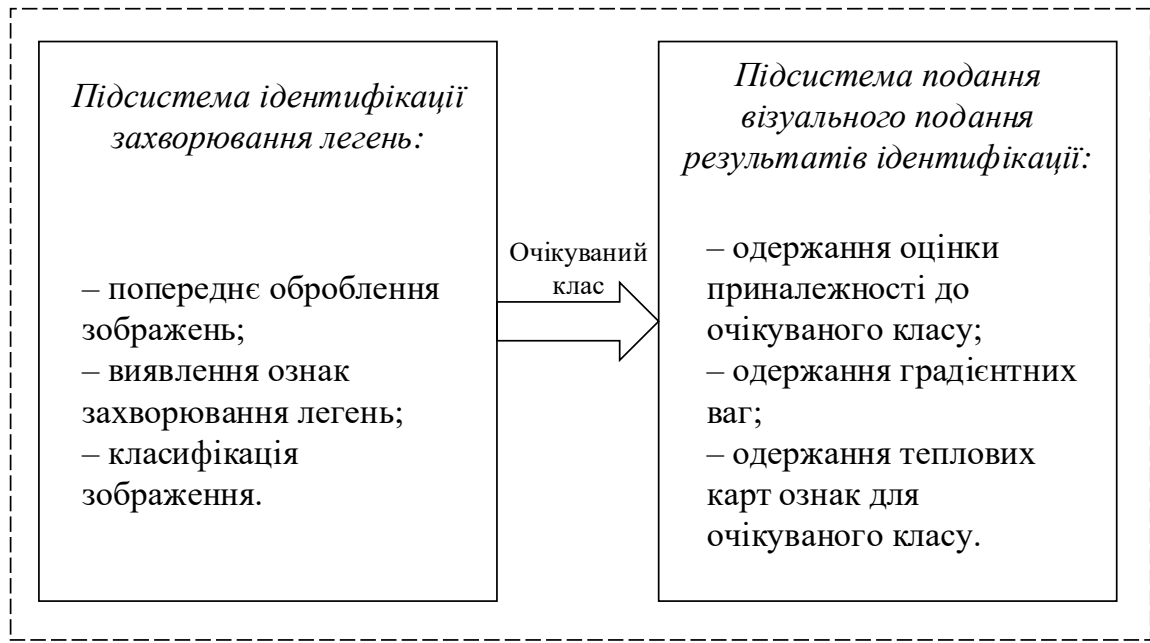 Підсистема ідентифікації
захворювання легень:
– попереднє оброблення
зображень;
– виявлення ознак
захворювання легень;
– класифікація
зображення.
Очікуваний
клас
Підсистема подання
візуального подання
результатів ідентифікації:
– одержання оцінки
приналежності до
очікуваного класу;
– одержання градієнтних
ваг;
– одержання теплових
карт ознак для
очікуваного класу.